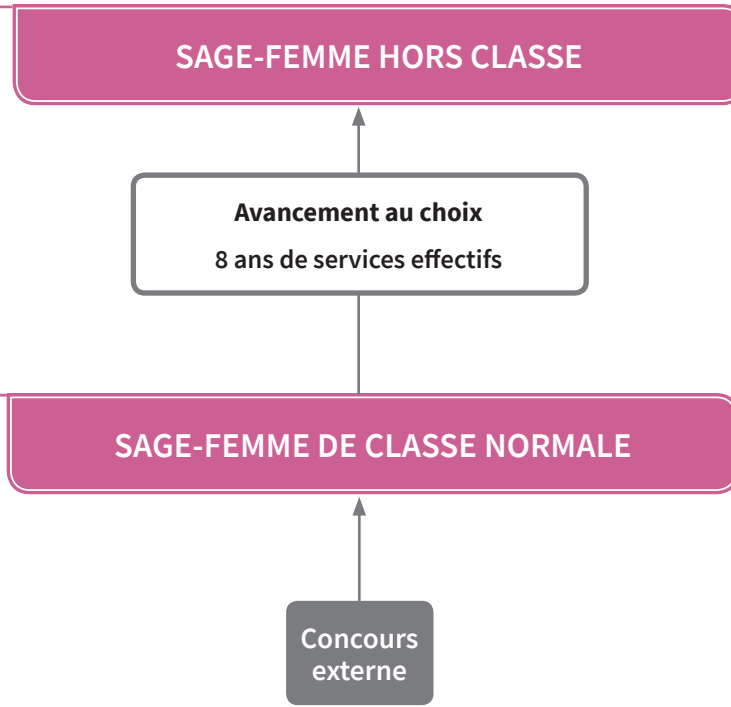 SAGE-FEMME HORS CLASSE
Avancement au choix
8 ans de services effectifs
SAGE-FEMME DE CLASSE NORMALE
Concours
externe